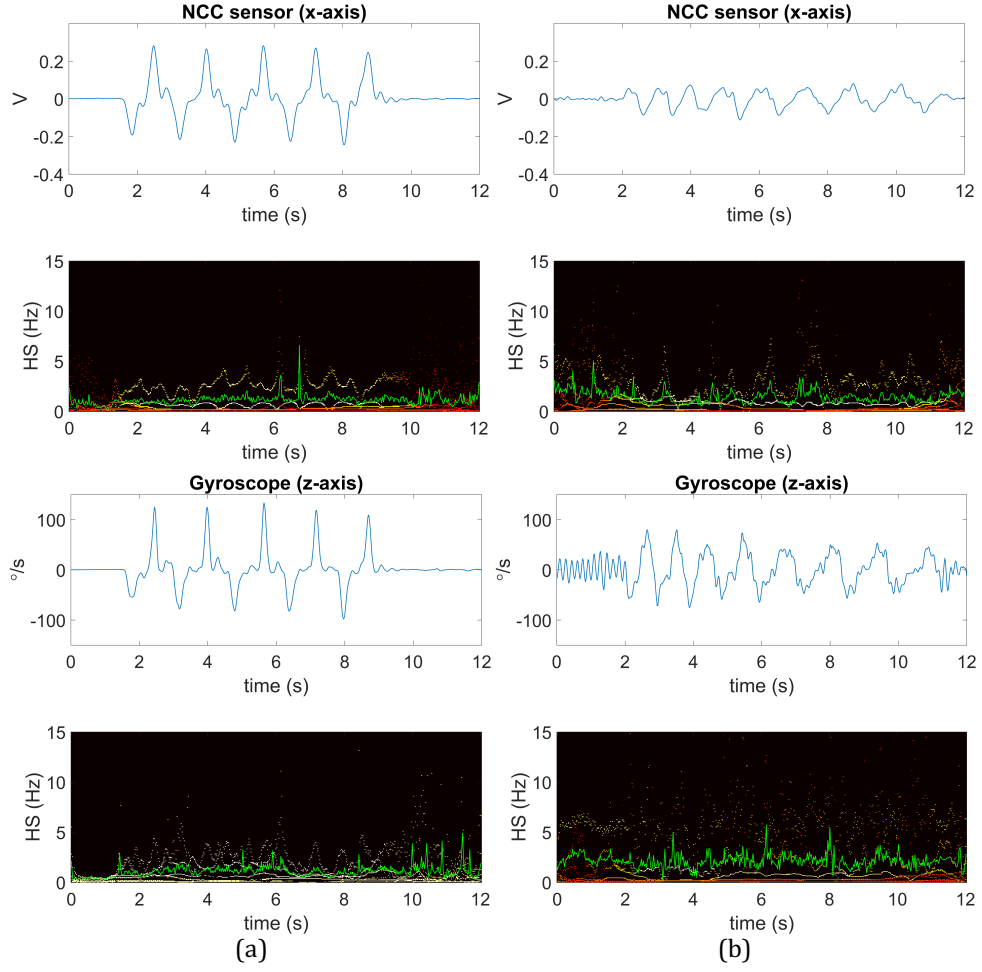 NCC sensor (x-axis)
V
0.2
0
-0.2
-0.4
0 2 4 6 8 10 12
time (s)
NCC sensor (x-axis)
V
0.2
0
-0.2
-0.4
0 2 4 6 8 10 12
time (s)
HS (Hz)
15
10
5
0
0 2 4 6 8 10 12
time (s)
HS (Hz)
15
10
5
0
0 2 4 6 8 10 12
time (s)
Gyroscope (z-axis)
°/s
100
0
-100
0 2 4 6 8 10 12
time (s)
Gyroscope (z-axis)
°/s
100
0
-100
0 2 4 6 8 10 12
time (s)
HS (Hz)
15
10
5
0
0 2 4 6 8 10 12
time (s)
HS (Hz)
15
10
5
0
0 2 4 6 8 10 12
time (s)
(a)
(b)